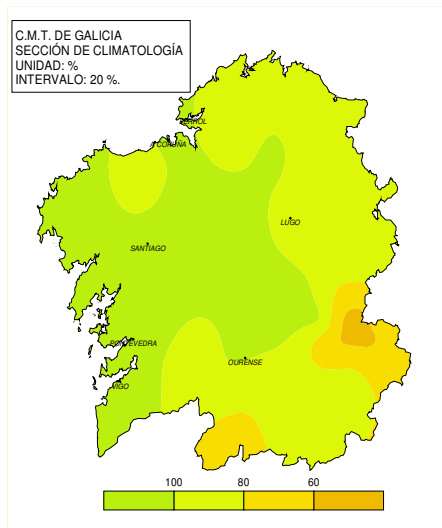 C.M.T. DE GALICIA
SECCIÓN DE CLIMATOLOGÍA
UNIDAD: %
INTERVALO: 20 %.
FERROL
A CORUÑA
LUGO
SANTIAGO
PONTEVEDRA
OURENSE
VIGO
100 80 60